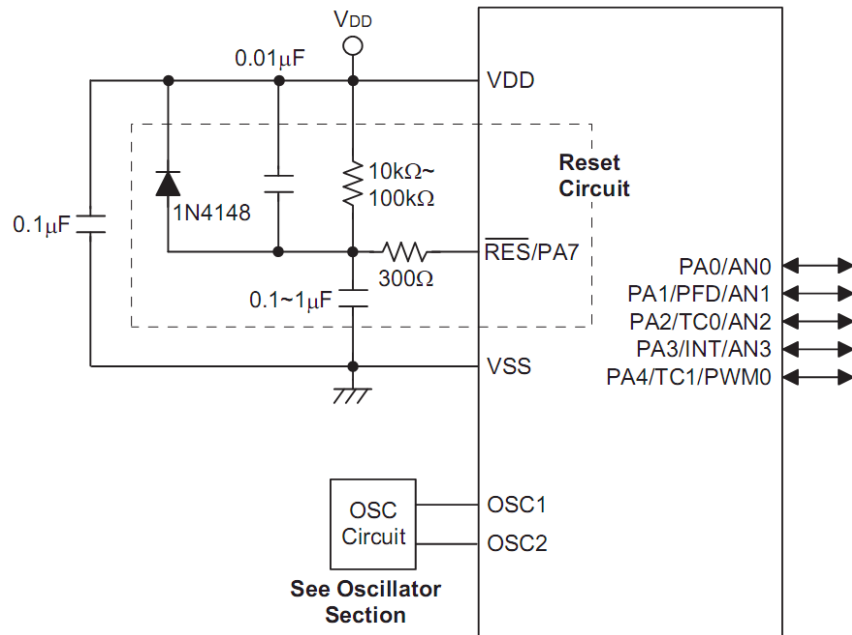 VDD
0.01μF
VDD
Reset
Circuit
10kΩ~
100kΩ
1N4148
0.1μF
R̅E̅S̅/PA7
300Ω
0.1~1μF
VSS
PA0/AN0
PA1/PFD/AN1
PA2/TC0/AN2
PA3/INT/AN3
PA4/TC1/PWM0
OSC
Circuit
OSC1
OSC2
See Oscillator
Section